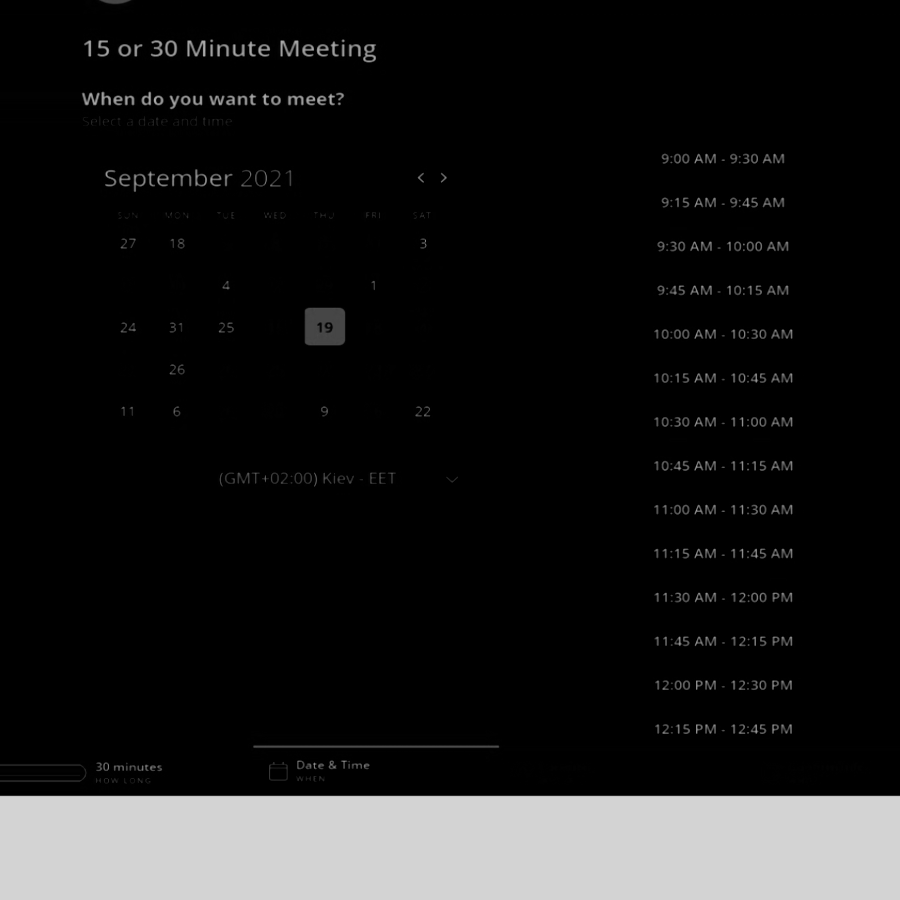 15 or 30 Minute Meeting
When do you want to meet?
Select a date and time
September 2021
SUN MON TUE WED THU FRI SAT
27 18 3
4 1
24 31 25 19
26
11 6 9 22
(GMT+02:00) Kiev - EET
9:00 AM - 9:30 AM
9:15 AM - 9:45 AM
9:30 AM - 10:00 AM
9:45 AM - 10:15 AM
10:00 AM - 10:30 AM
10:15 AM - 10:45 AM
10:30 AM - 11:00 AM
10:45 AM - 11:15 AM
11:00 AM - 11:30 AM
11:15 AM - 11:45 AM
11:30 AM - 12:00 PM
11:45 AM - 12:15 PM
12:00 PM - 12:30 PM
12:15 PM - 12:45 PM
30 minutes
HOW LONG
Date & Time
WHEN